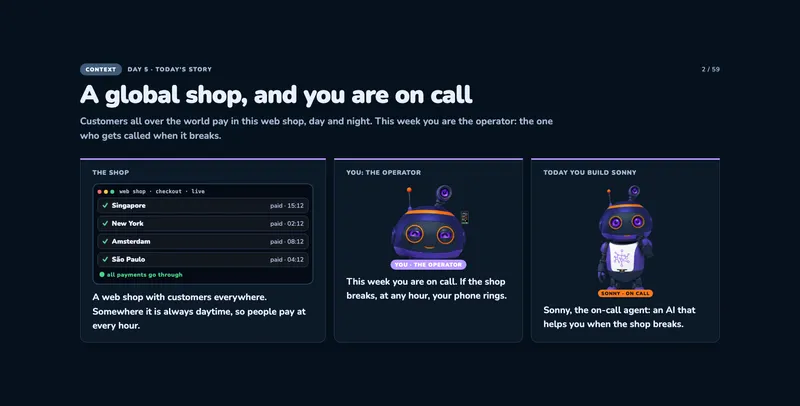 CONTEXT DAY 5 · TODAY'S STORY
2 / 59
A global shop, and you are on call
Customers all over the world pay in this web shop, day and night. This week you are the operator: the one
who gets called when it breaks.
THE SHOP
web shop · checkout · live
✓ Singapore paid · 15:12
✓ New York paid · 02:12
✓ Amsterdam paid · 08:12
✓ São Paulo paid · 04:12
all payments go through
A web shop with customers everywhere.
Somewhere it is always daytime, so people pay at
every hour.
YOU: THE OPERATOR
YOU · THE OPERATOR
This week you are on call. If the shop
breaks, at any hour, your phone rings.
TODAY YOU BUILD SONNY
SONNY · ON CALL
Sonny, the on-call agent: an AI that
helps you when the shop breaks.